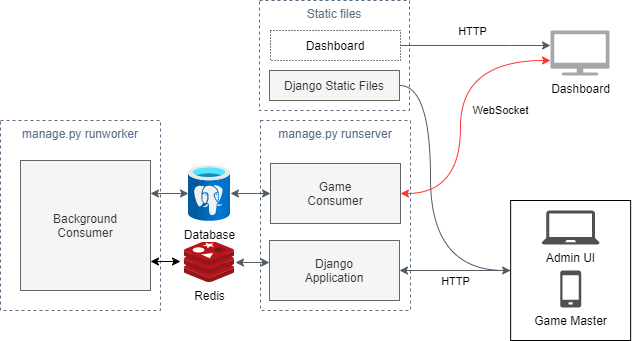 Static files
Dashboard
Django Static Files
HTTP
Dashboard
WebSocket
manage.py runworker
manage.py runserver
Background
Consumer
Database
Redis
Game
Consumer
Django
Application
HTTP
Admin UI
Game Master